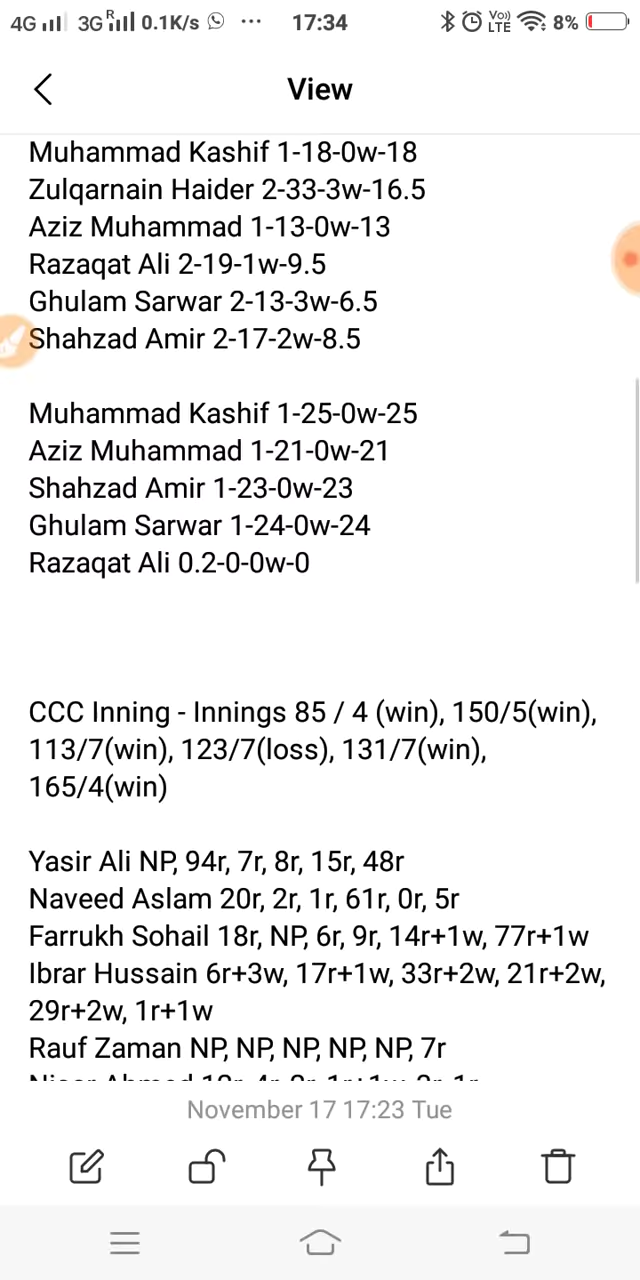 4G 3G R 0.1K/s ... 17:34 Vo) LTE 8%
View
Muhammad Kashif 1-18-0w-18
Zulqarnain Haider 2-33-3w-16.5
Aziz Muhammad 1-13-0w-13
Razaqat Ali 2-19-1w-9.5
Ghulam Sarwar 2-13-3w-6.5
Shahzad Amir 2-17-2w-8.5
Muhammad Kashif 1-25-0w-25
Aziz Muhammad 1-21-0w-21
Shahzad Amir 1-23-0w-23
Ghulam Sarwar 1-24-0w-24
Razaqat Ali 0.2-0-0w-0
CCC Inning - Innings 85 / 4 (win), 150/5(win),
113/7(win), 123/7(loss), 131/7(win),
165/4(win)
Yasir Ali NP, 94r, 7r, 8r, 15r, 48r
Naveed Aslam 20r, 2r, 1r, 61r, 0r, 5r
Farrukh Sohail 18r, NP, 6r, 9r, 14r+1w, 77r+1w
Ibrar Hussain 6r+3w, 17r+1w, 33r+2w, 21r+2w,
29r+2w, 1r+1w
Rauf Zaman NP, NP, NP, NP, NP, 7r
November 17 17:23 Tue